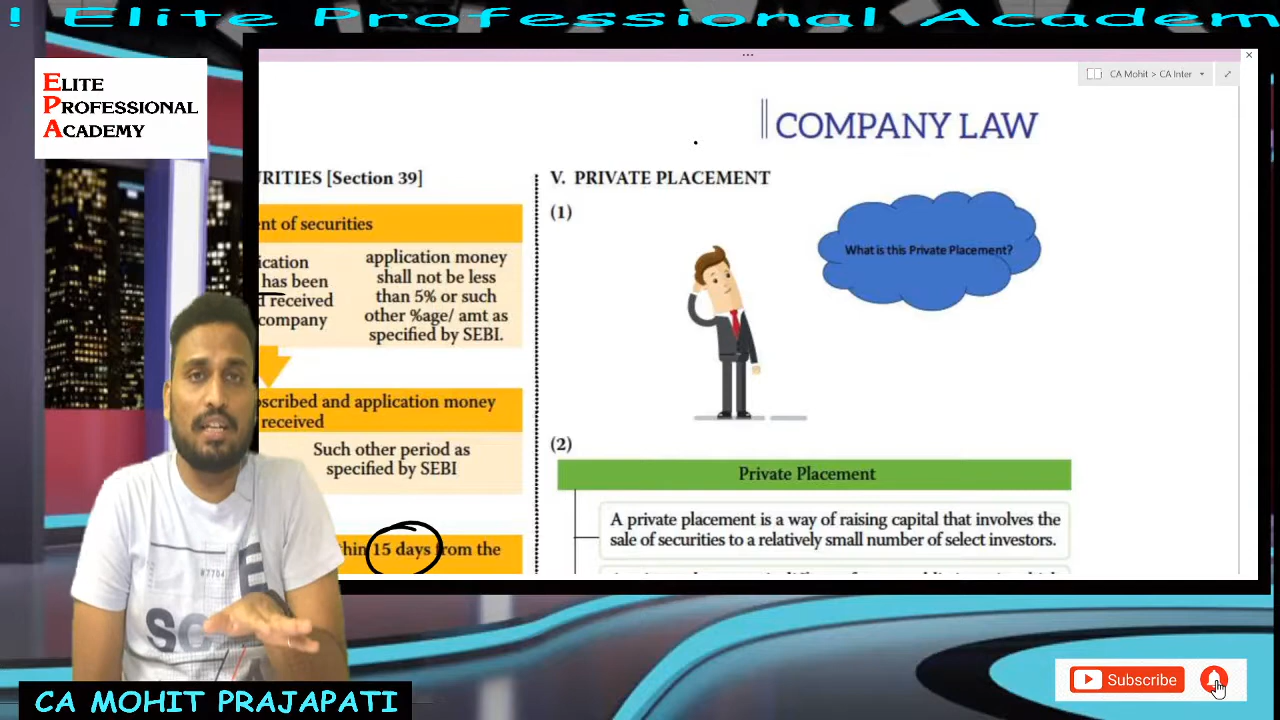 ! Elite Professional Academ
ELITE
PROFESSIONAL
ACADEMY
CA Mohit > CA Inter
COMPANY LAW
URITIES [Section 39]
ent of securities
ication
has been
received
company
application money
shall not be less
than 5% or such
other %age/ amt as
specified by SEBI.
scribed and application money
received
Such other period as
specified by SEBI
thin 15 days from the
V. PRIVATE PLACEMENT
(1)
What is this Private Placement?
(2)
Private Placement
A private placement is a way of raising capital that involves the
sale of securities to a relatively small number of select investors.
#7704
CA MOHIT PRAJAPATI
Subscribe